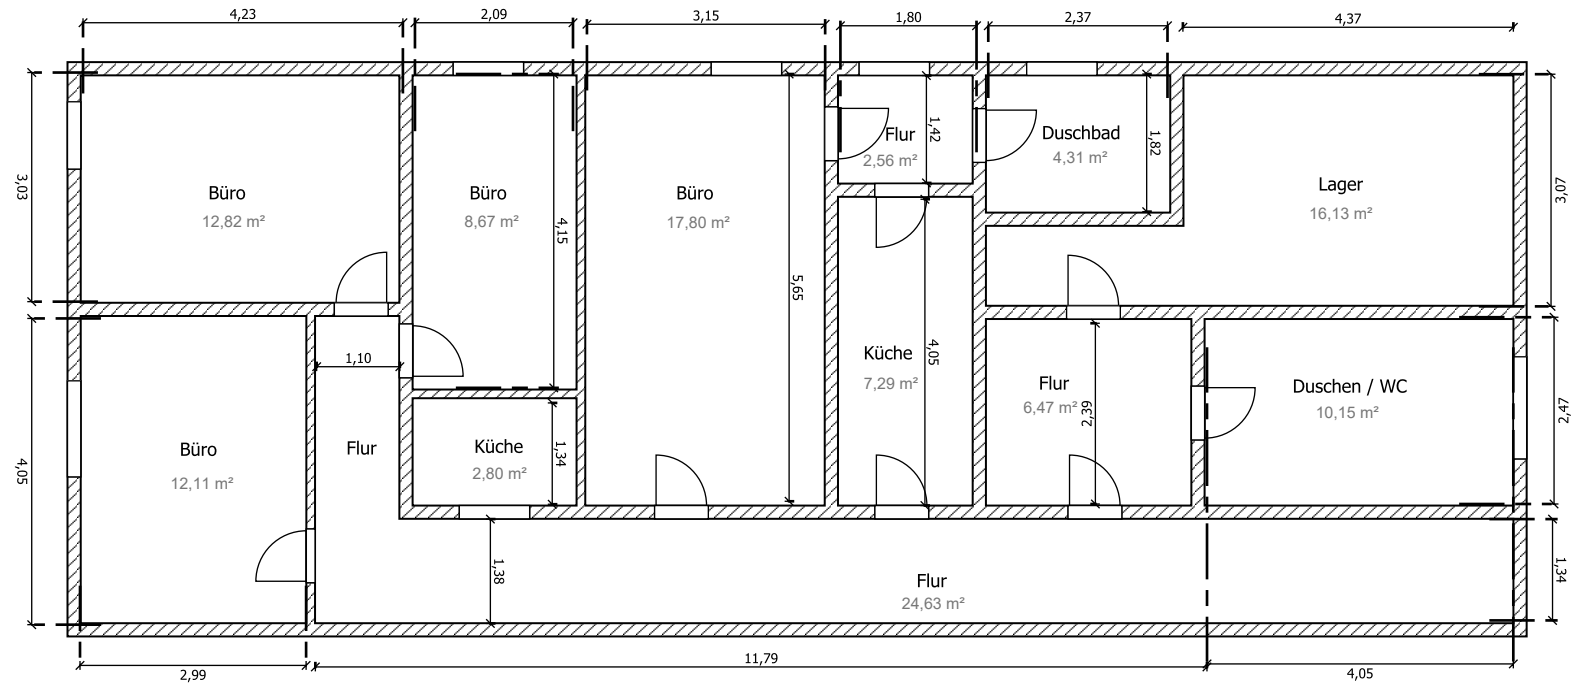 4,23
2,09
3,15
1,80
2,37
4,37
3,03
Büro
12,82 m²
Büro
8,67 m²
4,15
Büro
17,80 m²
5,65
Flur
2,56 m²
1,42
Duschbad
4,31 m²
1,82
Lager
16,13 m²
3,07
4,05
Büro
12,11 m²
1,10
Flur
Küche
2,80 m²
1,34
Küche
7,29 m²
4,05
Flur
6,47 m²
2,39
Duschen / WC
10,15 m²
2,47
1,38
Flur
24,63 m²
1,34
2,99
11,79
4,05